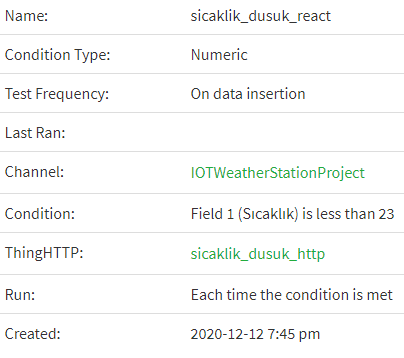 Name: sicaklik_dusuk_react
Condition Type: Numeric
Test Frequency: On data insertion
Last Ran:
Channel: IOTWeatherStationProject
Condition: Field 1 (Sıcaklık) is less than 23
ThingHTTP: sicaklik_dusuk_http
Run: Each time the condition is met
Created: 2020-12-12 7:45 pm